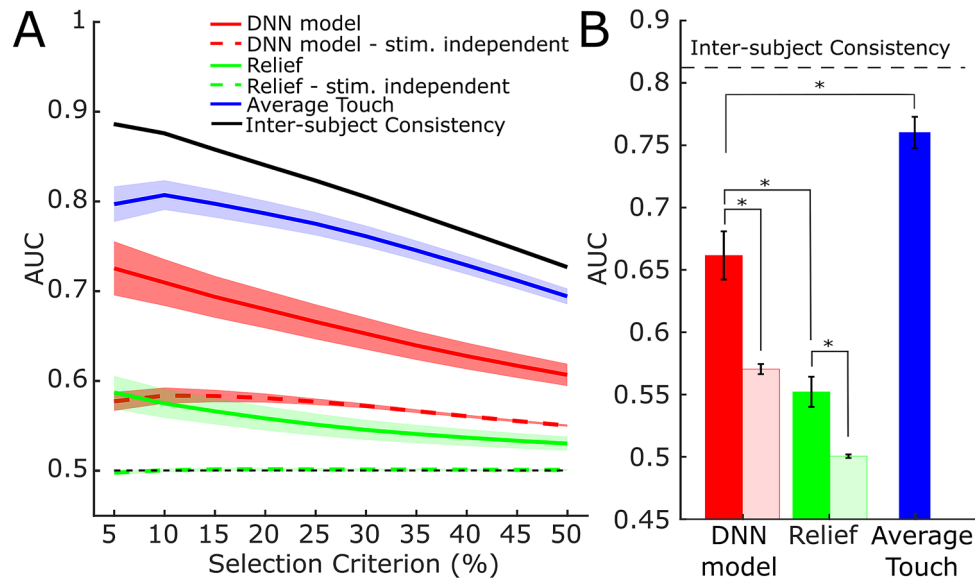 A
1
0.9
0.8
0.7
0.6
0.5
AUC
DNN model
DNN model - stim. independent
Relief
Relief - stim. independent
Average Touch
Inter-subject Consistency
5 10 15 20 25 30 35 40 45 50
Selection Criterion (%)
B
0.9
0.8
0.75
0.7
0.65
0.6
0.55
0.5
0.45
AUC
Inter-subject Consistency
*
*
*
*
DNN model
Relief
Average Touch